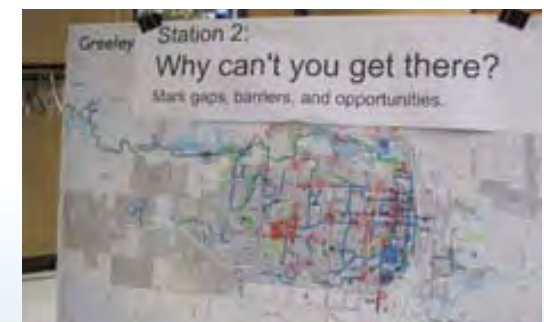 Greeley
Station 2:
Why can't you get there?
Mark gaps, barriers, and opportunities.